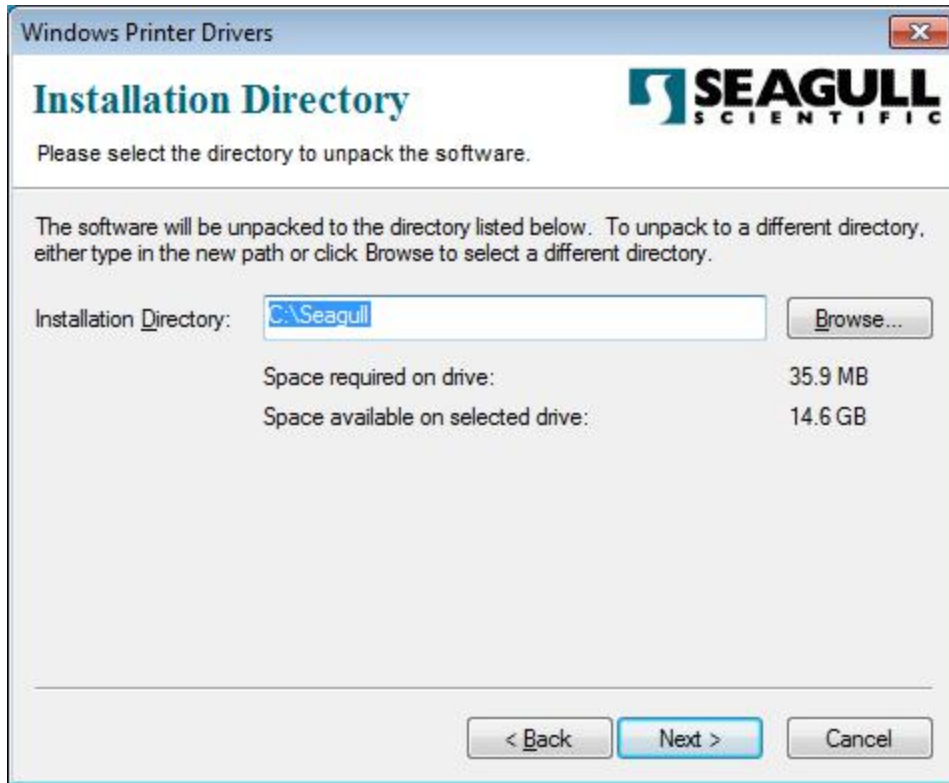 Windows Printer Drivers
Installation Directory
SEAGULL
SCIENTIFIC
Please select the directory to unpack the software.
The software will be unpacked to the directory listed below. To unpack to a different directory,
either type in the new path or click Browse to select a different directory.
Installation Directory: C:\Seagull Browse...
Space required on drive: 35.9 MB
Space available on selected drive: 14.6 GB
< Back Next > Cancel